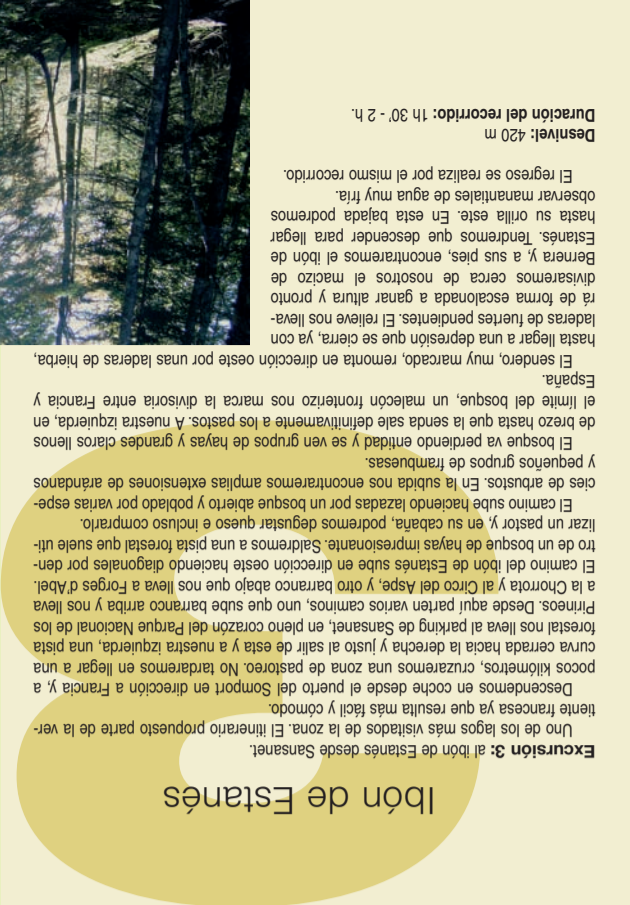 Ibón de Estanés
Excursión 3: al ibón de Estanés desde Sansanet.
Uno de los lagos más visitados de la zona. El itinerario propuesto parte de la ver-
tiente francesa ya que resulta más fácil y cómodo.
Descendemos en coche desde el puerto del Somport en dirección a Francia y, a
pocos kilómetros, cruzaremos una zona de pastoreo. No tardaremos en llegar a una
curva cerrada hacia la derecha y justo al salir de esta y a nuestra izquierda, una pista
forestal nos lleva al parking de Sansanet, en pleno corazón del Parque Nacional de los
Pirineos. Desde aquí parten varios caminos, uno que sube barranco arriba y nos lleva
a la Chorrota y al Circo del Aspe, y otro barranco abajo que nos lleva a Forges d'Abel.
El camino del ibón de Estanés sube en dirección oeste haciendo diagonales por den-
tro de un bosque de hayas impresionante. Saldremos a una pista forestal que suele uti-
lizar un pastor y, en su cabaña, podremos degustar queso e incluso comprarlo.
El camino sube haciendo lazadas por un bosque abierto y poblado por varias espe-
cies de arbustos. En la subida nos encontraremos amplias extensiones de arándanos
y pequeños grupos de frambuesas.
El bosque va perdiendo entidad y se ven grupos de hayas y grandes claros llenos
de brezo hasta que la senda sale definitivamente a los pastos. A nuestra izquierda, en
el límite del bosque, un malecón fronterizo nos marca la divisoria entre Francia y
España.
El sendero, muy marcado, remonta en dirección oeste por unas laderas de hierba,
hasta llegar a una depresión que se cierra, ya con
laderas de fuertes pendientes. El relieve nos lleva-
rá de forma escalonada a ganar altura y pronto
divisaremos cerca de nosotros el macizo de
Bernera y, a sus pies, encontraremos el ibón de
Estanés. Tendremos que descender para llegar
hasta su orilla este. En esta bajada podremos
observar manantiales de agua muy fría.
El regreso se realiza por el mismo recorrido.
Desnivel: 420 m
Duración del recorrido: 1h 30' - 2 h.
3